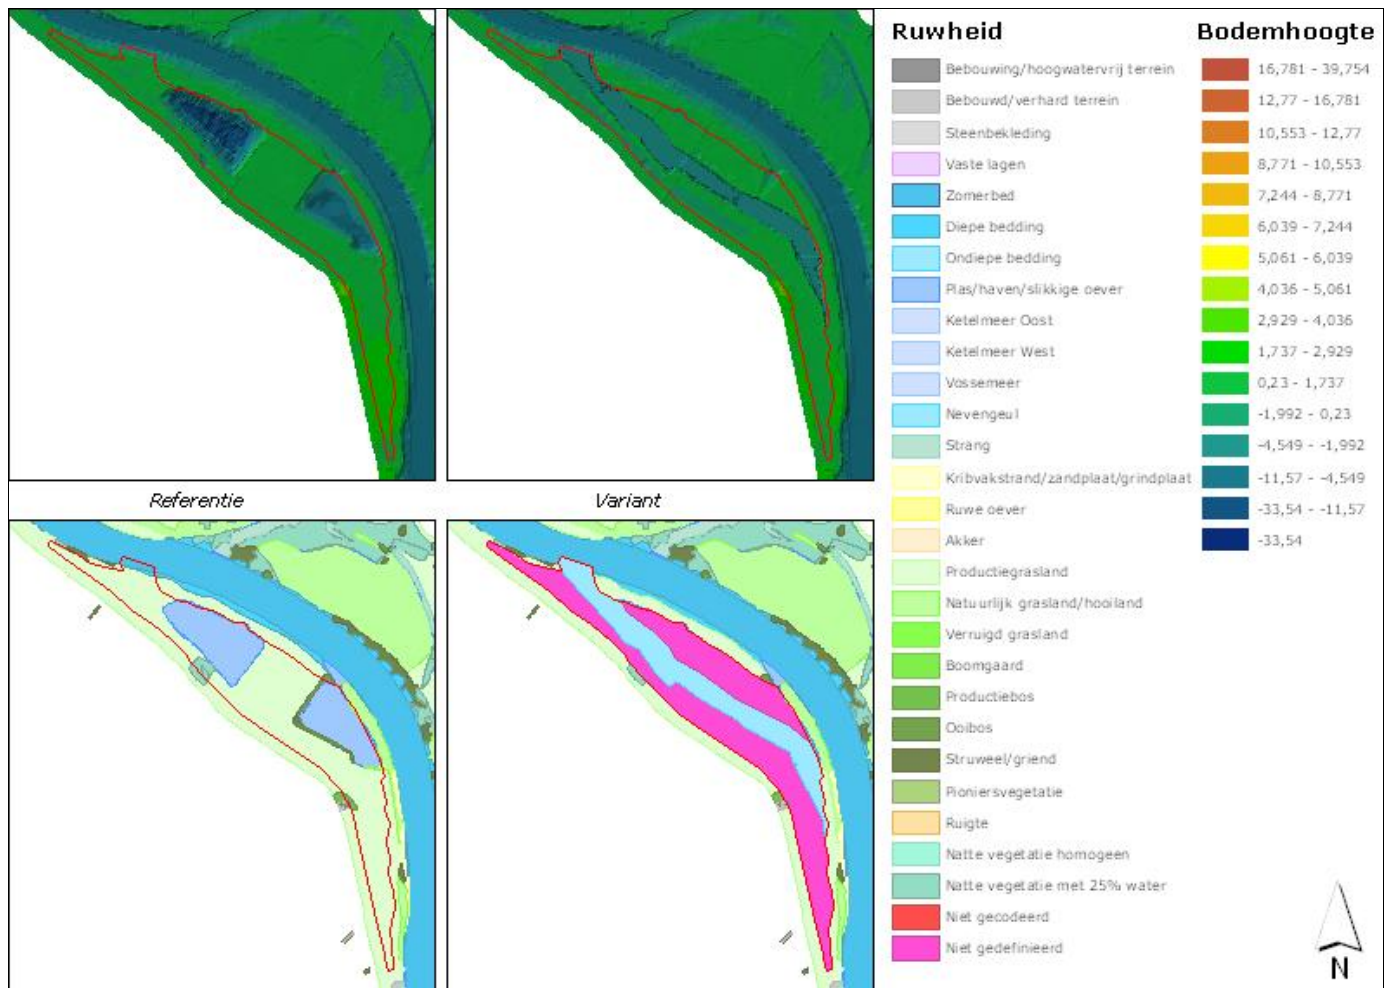 Referentie
Variant
Ruwheid
Bebouwing/hoogwatervrij terrein
Bebouwd/verhard terrein
Steenbekleding
Vaste lagen
Zomerbed
Diepe bedding
Ondiepe bedding
Plas/haven/slikkige oever
Ketelmeer Oost
Ketelmeer West
Vossemeer
Nevengeul
Strang
Kribvakstrand/zandplaat/grindplaat
Ruwe oever
Akker
Productiegrasland
Natuurlijk grasland/hooiland
Verruigd grasland
Boomgaard
Productiebos
Ooibos
Struweel/griend
Pioniersvegetatie
Ruigte
Natte vegetatie homogeen
Natte vegetatie met 25% water
Niet gecodeerd
Niet gedefinieerd
Bodemhoogte
16,781 - 39,754
12,77 - 16,781
10,553 - 12,77
8,771 - 10,553
7,244 - 8,771
6,039 - 7,244
5,061 - 6,039
4,036 - 5,061
2,929 - 4,036
1,737 - 2,929
0,23 - 1,737
-1,992 - 0,23
-4,549 - -1,992
-11,57 - -4,549
-33,54 - -11,57
-33,54
N